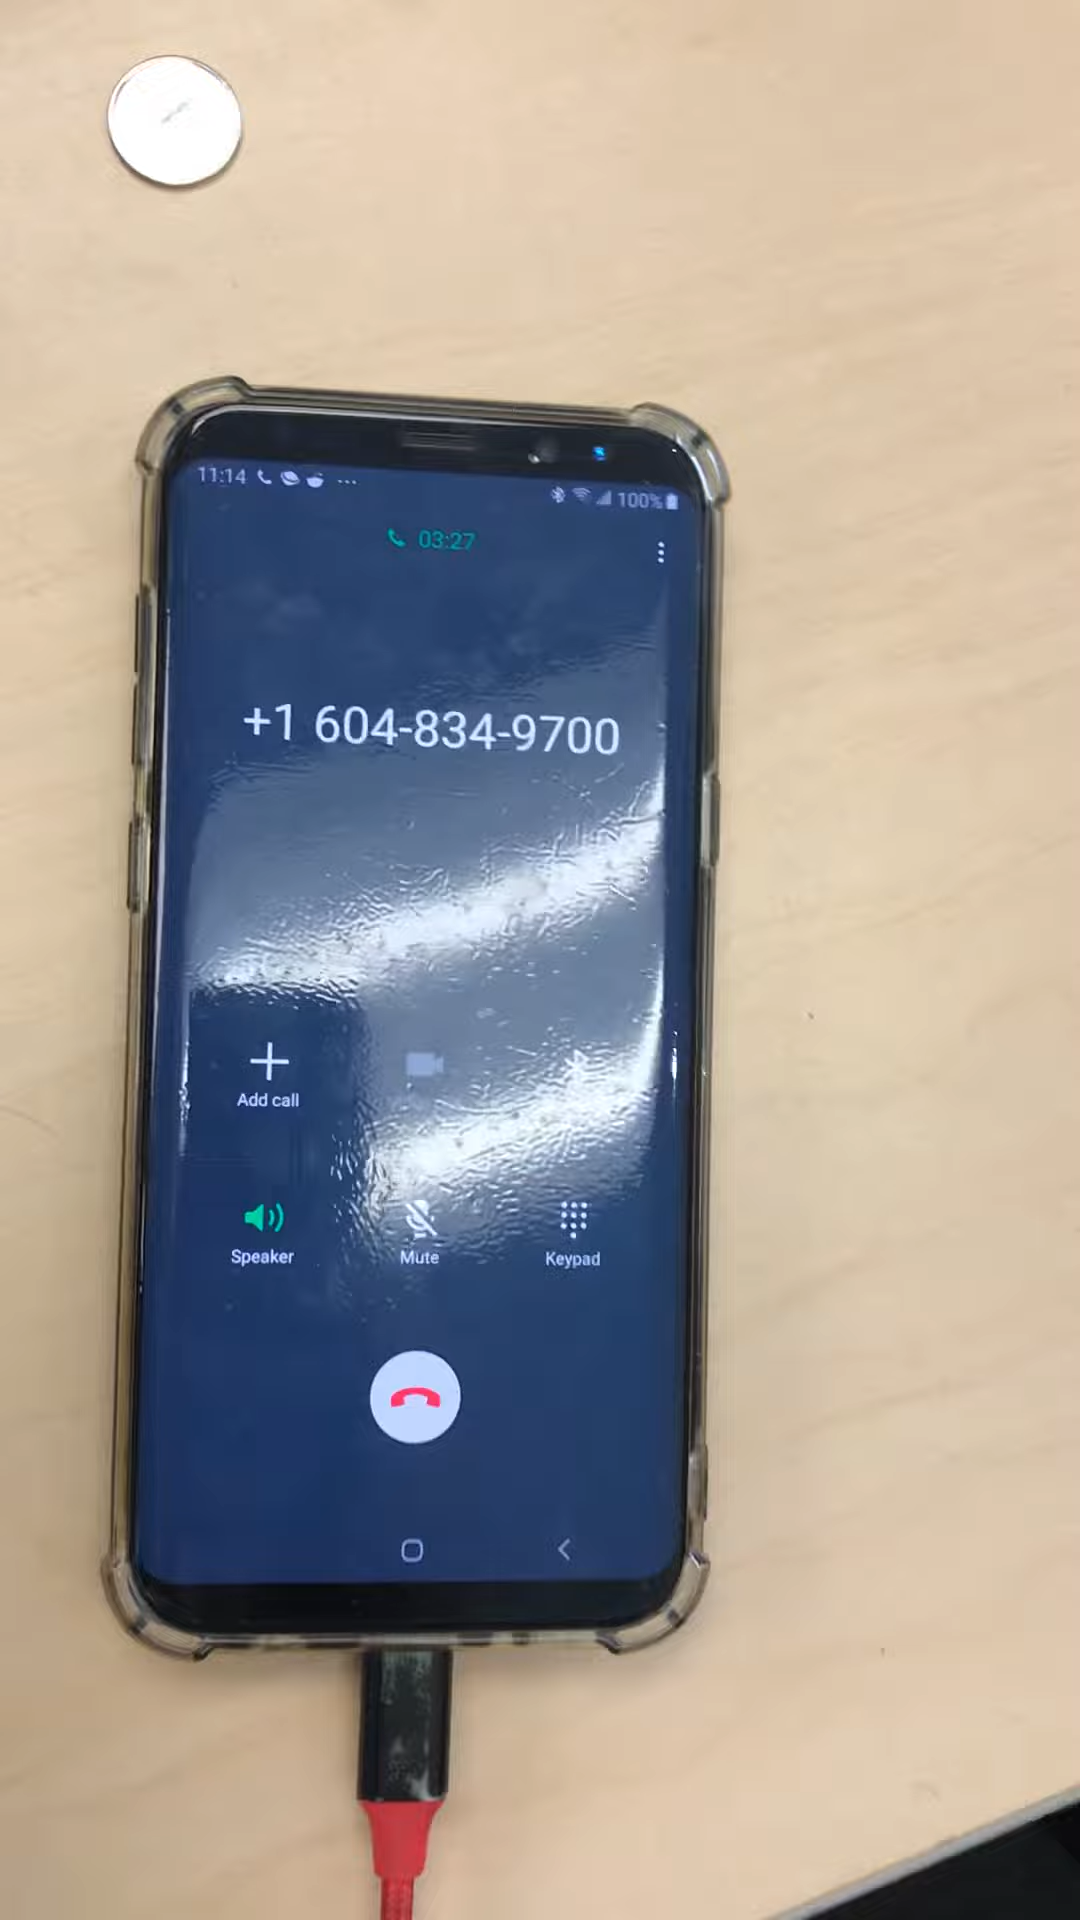 11:14
100%
03:27
+1 604-834-9700
Add call
Speaker
Mute
Keypad